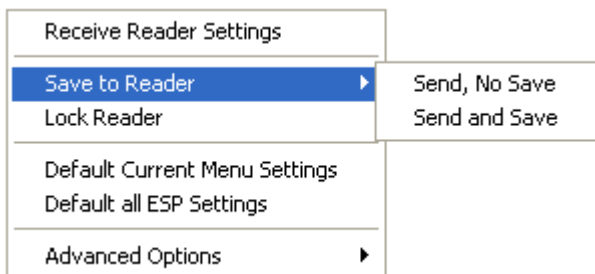 Receive Reader Settings
Save to Reader
Send, No Save
Lock Reader
Send and Save
Default Current Menu Settings
Default all ESP Settings
Advanced Options